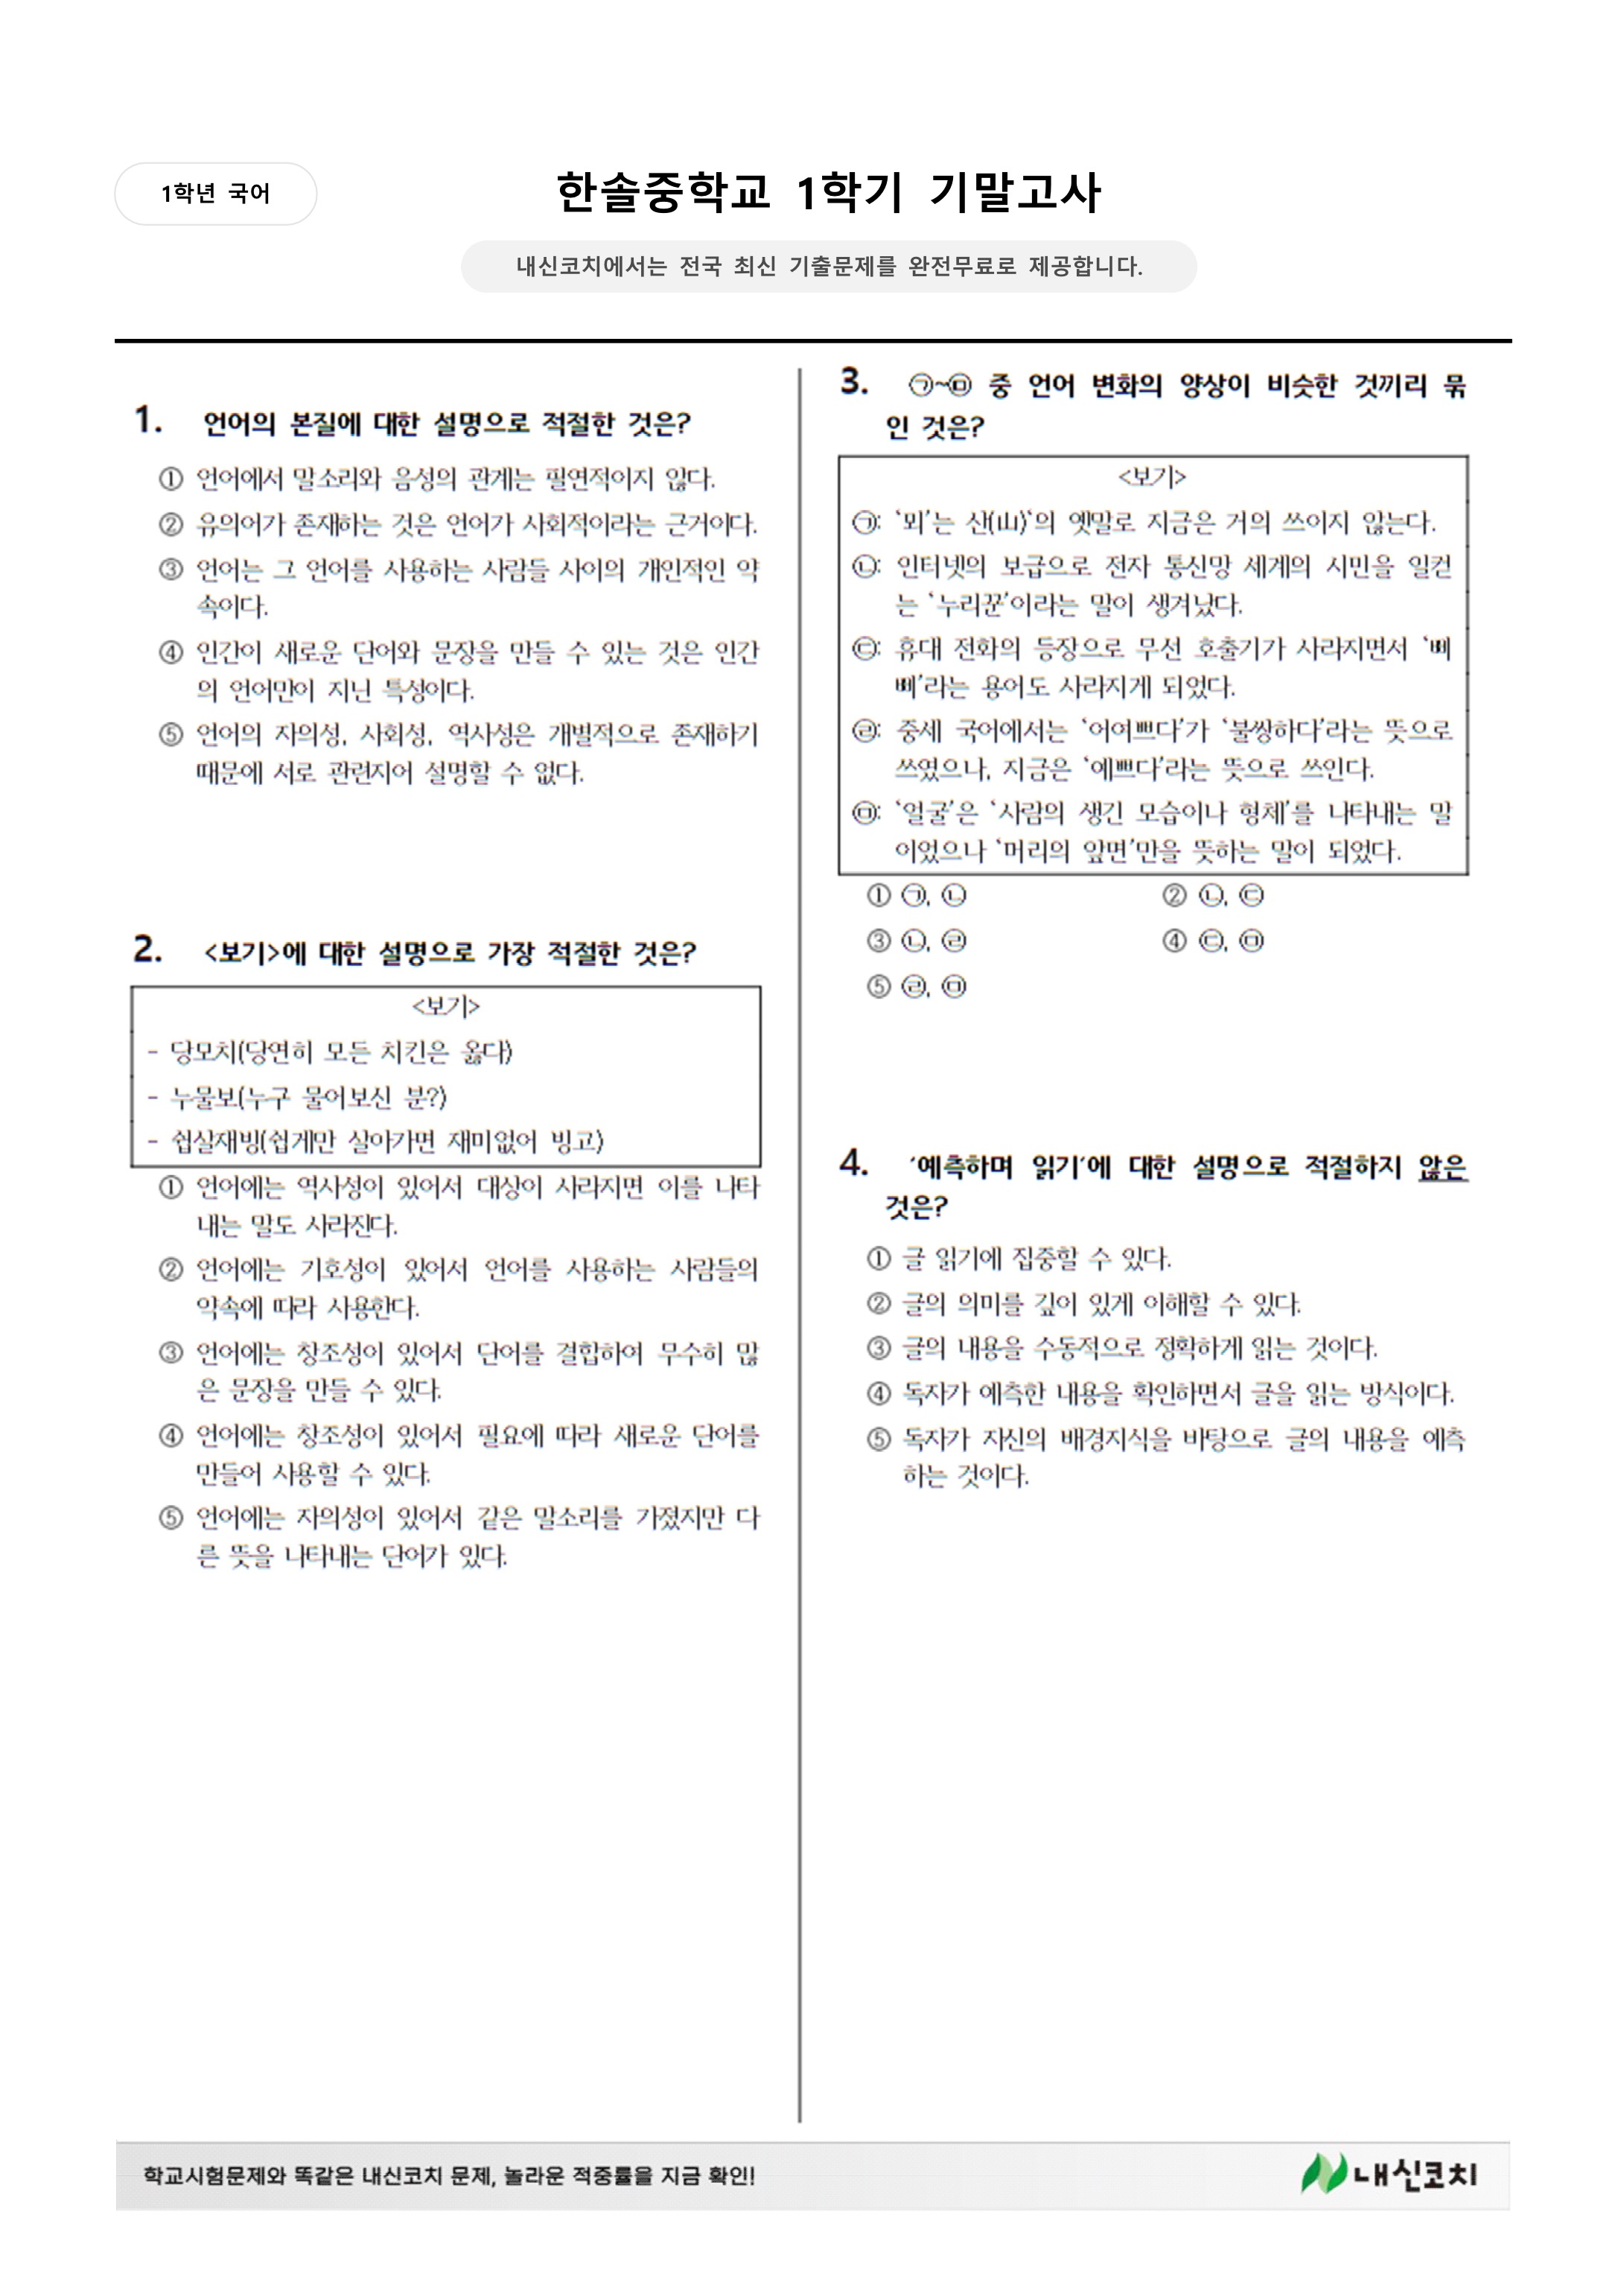 1학년 국어
한솔중학교 1학기 기말고사
내신코치에서는 전국 최신 기출문제를 완전무료로 제공합니다.
1. 언어의 본질에 대한 설명으로 적절한 것은?
① 언어에서 말소리와 음성의 관계는 필연적이지 않다.
② 유의어가 존재하는 것은 언어가 사회적이라는 근거이다.
③ 언어는 그 언어를 사용하는 사람들 사이의 개인적인 약
속이다.
④ 인간이 새로운 단어와 문장을 만들 수 있는 것은 인간
의 언어만이 지닌 특성이다.
⑤ 언어의 자의성, 사회성, 역사성은 개별적으로 존재하기
때문에 서로 관련지어 설명할 수 없다.
2. <보기>에 대한 설명으로 가장 적절한 것은?
<보기>
- 당모치(당연히 모든 치킨은 옳다)
- 누물보(누구 물어보신 분?)
- 쉽살재빙(쉽게만 살아가면 재미없어 빙고)
① 언어에는 역사성이 있어서 대상이 사라지면 이를 나타
내는 말도 사라진다.
② 언어에는 기호성이 있어서 언어를 사용하는 사람들의
약속에 따라 사용한다.
③ 언어에는 창조성이 있어서 단어를 결합하여 무수히 많
은 문장을 만들 수 있다.
④ 언어에는 창조성이 있어서 필요에 따라 새로운 단어를
만들어 사용할 수 있다.
⑤ 언어에는 자의성이 있어서 같은 말소리를 가졌지만 다
른 뜻을 나타내는 단어가 있다.
3. ㉠~㉤ 중 언어 변화의 양상이 비슷한 것끼리 묶
인 것은?
<보기>
㉠: ‘뫼’는 산(山)‘의 옛말로 지금은 거의 쓰이지 않는다.
㉡: 인터넷의 보급으로 전자 통신망 세계의 시민을 일컫
는 ‘누리꾼’이라는 말이 생겨났다.
㉢: 휴대 전화의 등장으로 무선 호출기가 사라지면서 ‘삐
삐’라는 용어도 사라지게 되었다.
㉣: 중세 국어에서는 ‘어여쁘다’가 ‘불쌍하다’라는 뜻으로
쓰였으나, 지금은 ‘예쁘다’라는 뜻으로 쓰인다.
㉤: ‘얼굴’은 ‘사람의 생긴 모습이나 형체’를 나타내는 말
이었으나 ‘머리의 앞면’만을 뜻하는 말이 되었다.
① ㉠, ㉡ ② ㉡, ㉢
③ ㉡, ㉣ ④ ㉢, ㉤
⑤ ㉣, ㉤
4. ‘예측하며 읽기’에 대한 설명으로 적절하지 않은
것은?
① 글 읽기에 집중할 수 있다.
② 글의 의미를 깊이 있게 이해할 수 있다.
③ 글의 내용을 수동적으로 정확하게 읽는 것이다.
④ 독자가 예측한 내용을 확인하면서 글을 읽는 방식이다.
⑤ 독자가 자신의 배경지식을 바탕으로 글의 내용을 예측
하는 것이다.
학교시험문제와 똑같은 내신코치 문제, 놀라운 적중률을 지금 확인!
내신코치